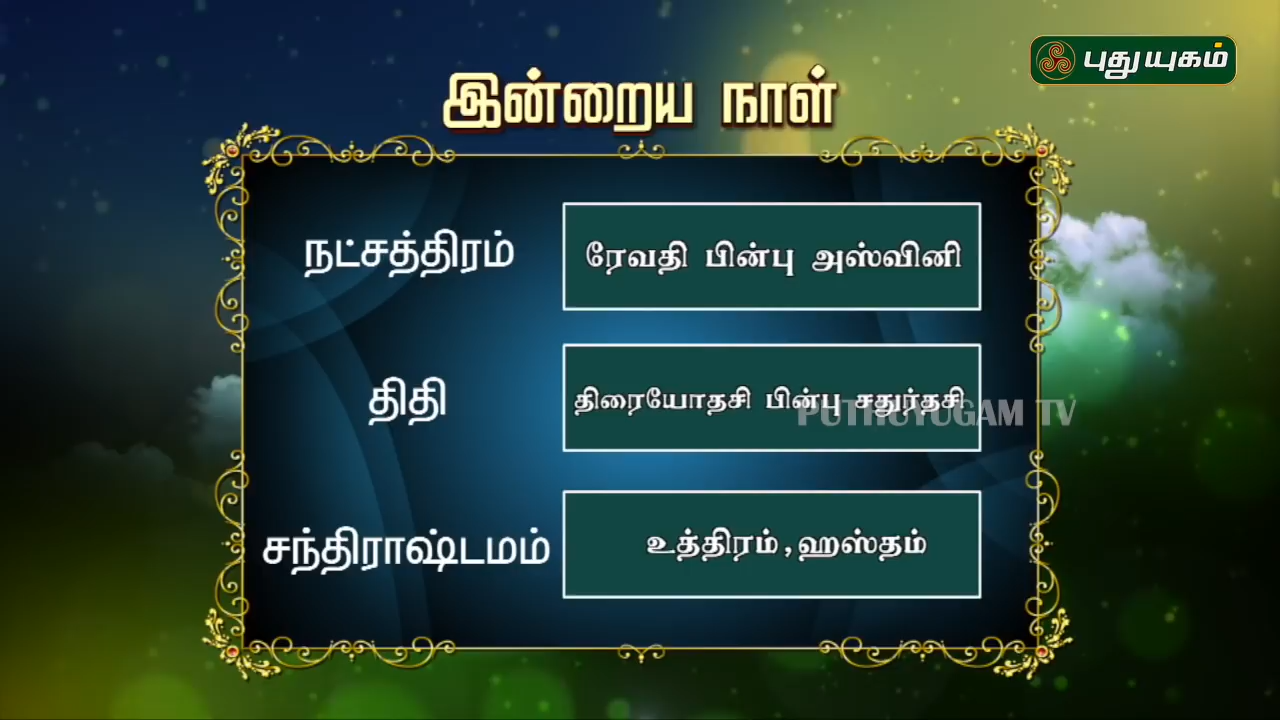 புதுயுகம்
இன்றைய நாள்
நட்சத்திரம்
ரேவதி பின்பு அஸ்வினி
திதி
திரையோதசி பின்பு சதுர்தசி
PUTHUYUGAM TV
சந்திராஷ்டமம்
உத்திரம்,ஹஸ்தம்